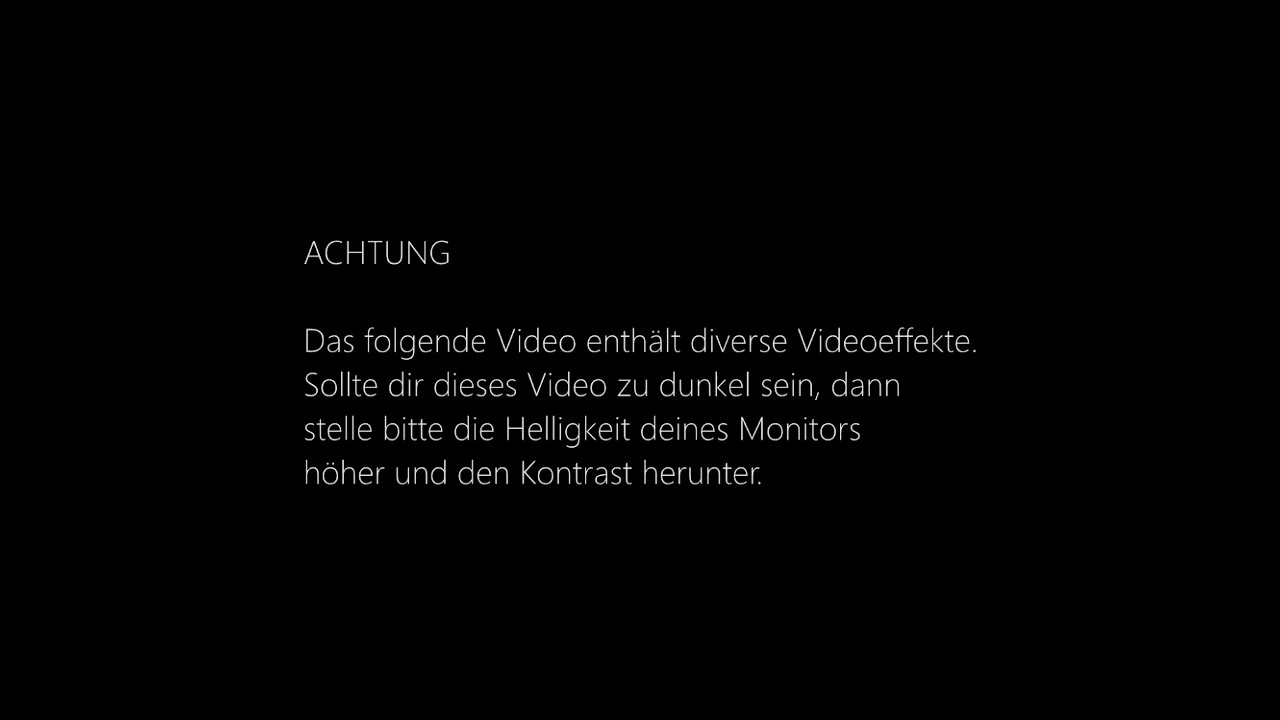 ACHTUNG
Das folgende Video enthält diverse Videoeffekte.
Sollte dir dieses Video zu dunkel sein, dann
stelle bitte die Helligkeit deines Monitors
höher und den Kontrast herunter.